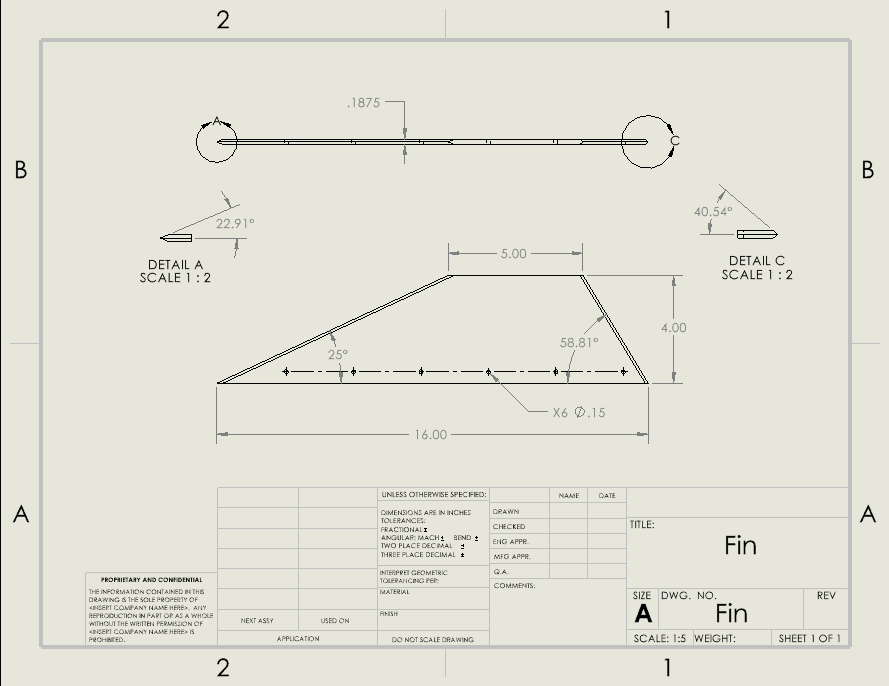 2
1
.1875
A
C
B
B
22.91°
40.54°
DETAIL A
SCALE 1 : 2
DETAIL C
SCALE 1 : 2
5.00
4.00
58.81°
25°
X6 Ø.15
16.00
A
A
UNLESS OTHERWISE SPECIFIED:
NAME
DATE
DIMENSIONS ARE IN INCHES
TOLERANCES:
FRACTIONAL±
ANGULAR: MACH± BEND ±
TWO PLACE DECIMAL ±
THREE PLACE DECIMAL ±
DRAWN
CHECKED
ENG APPR.
MFG APPR.
Q.A.
COMMENTS:
TITLE:
Fin
INTERPRET GEOMETRIC
TOLERANCING PER:
MATERIAL
FINISH
DO NOT SCALE DRAWING
PROPRIETARY AND CONFIDENTIAL
THE INFORMATION CONTAINED IN THIS
DRAWING IS THE SOLE PROPERTY OF
<INSERT COMPANY NAME HERE>. ANY
REPRODUCTION IN PART OR AS A WHOLE
WITHOUT THE WRITTEN PERMISSION OF
<INSERT COMPANY NAME HERE> IS
PROHIBITED.
NEXT ASSY
USED ON
APPLICATION
SIZE
A
DWG. NO.
Fin
REV
SCALE: 1:5
WEIGHT:
SHEET 1 OF 1
2
1